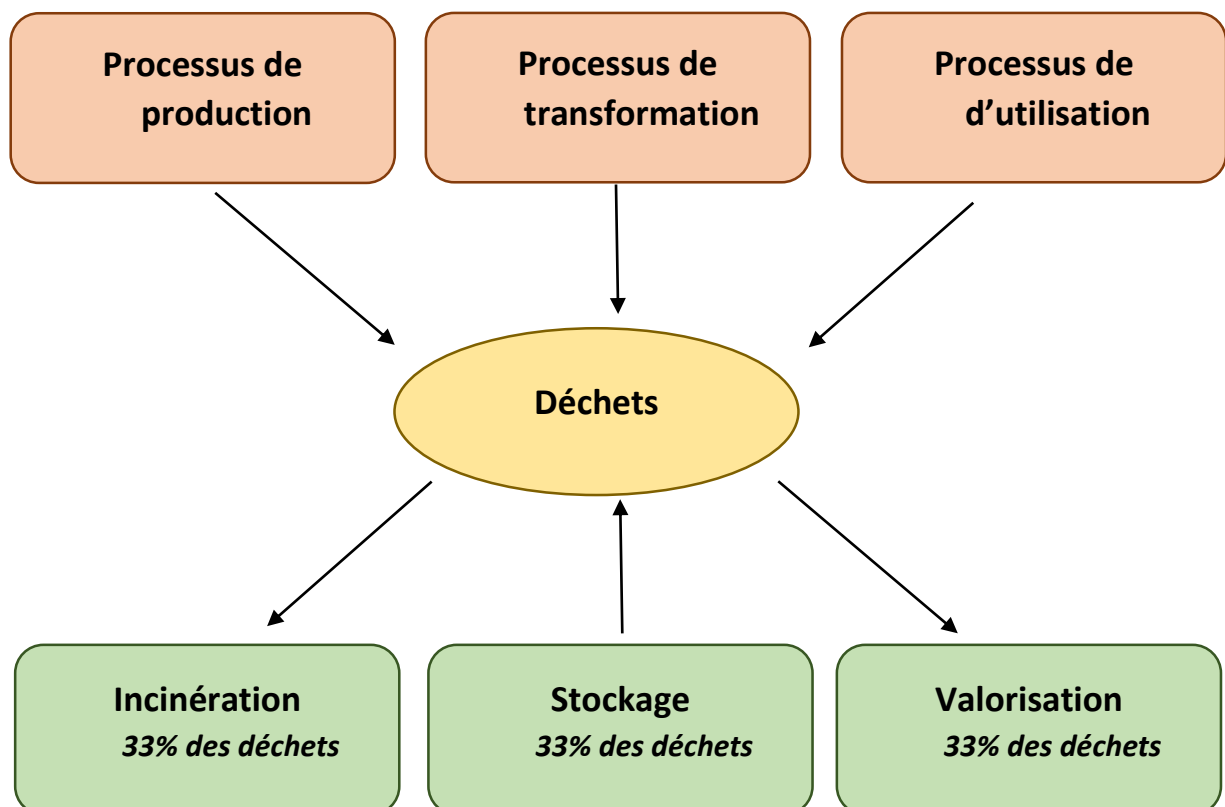 Processus de
production
Processus de
transformation
Processus de
d’utilisation
Déchets
Incinération
33% des déchets
Stockage
33% des déchets
Valorisation
33% des déchets